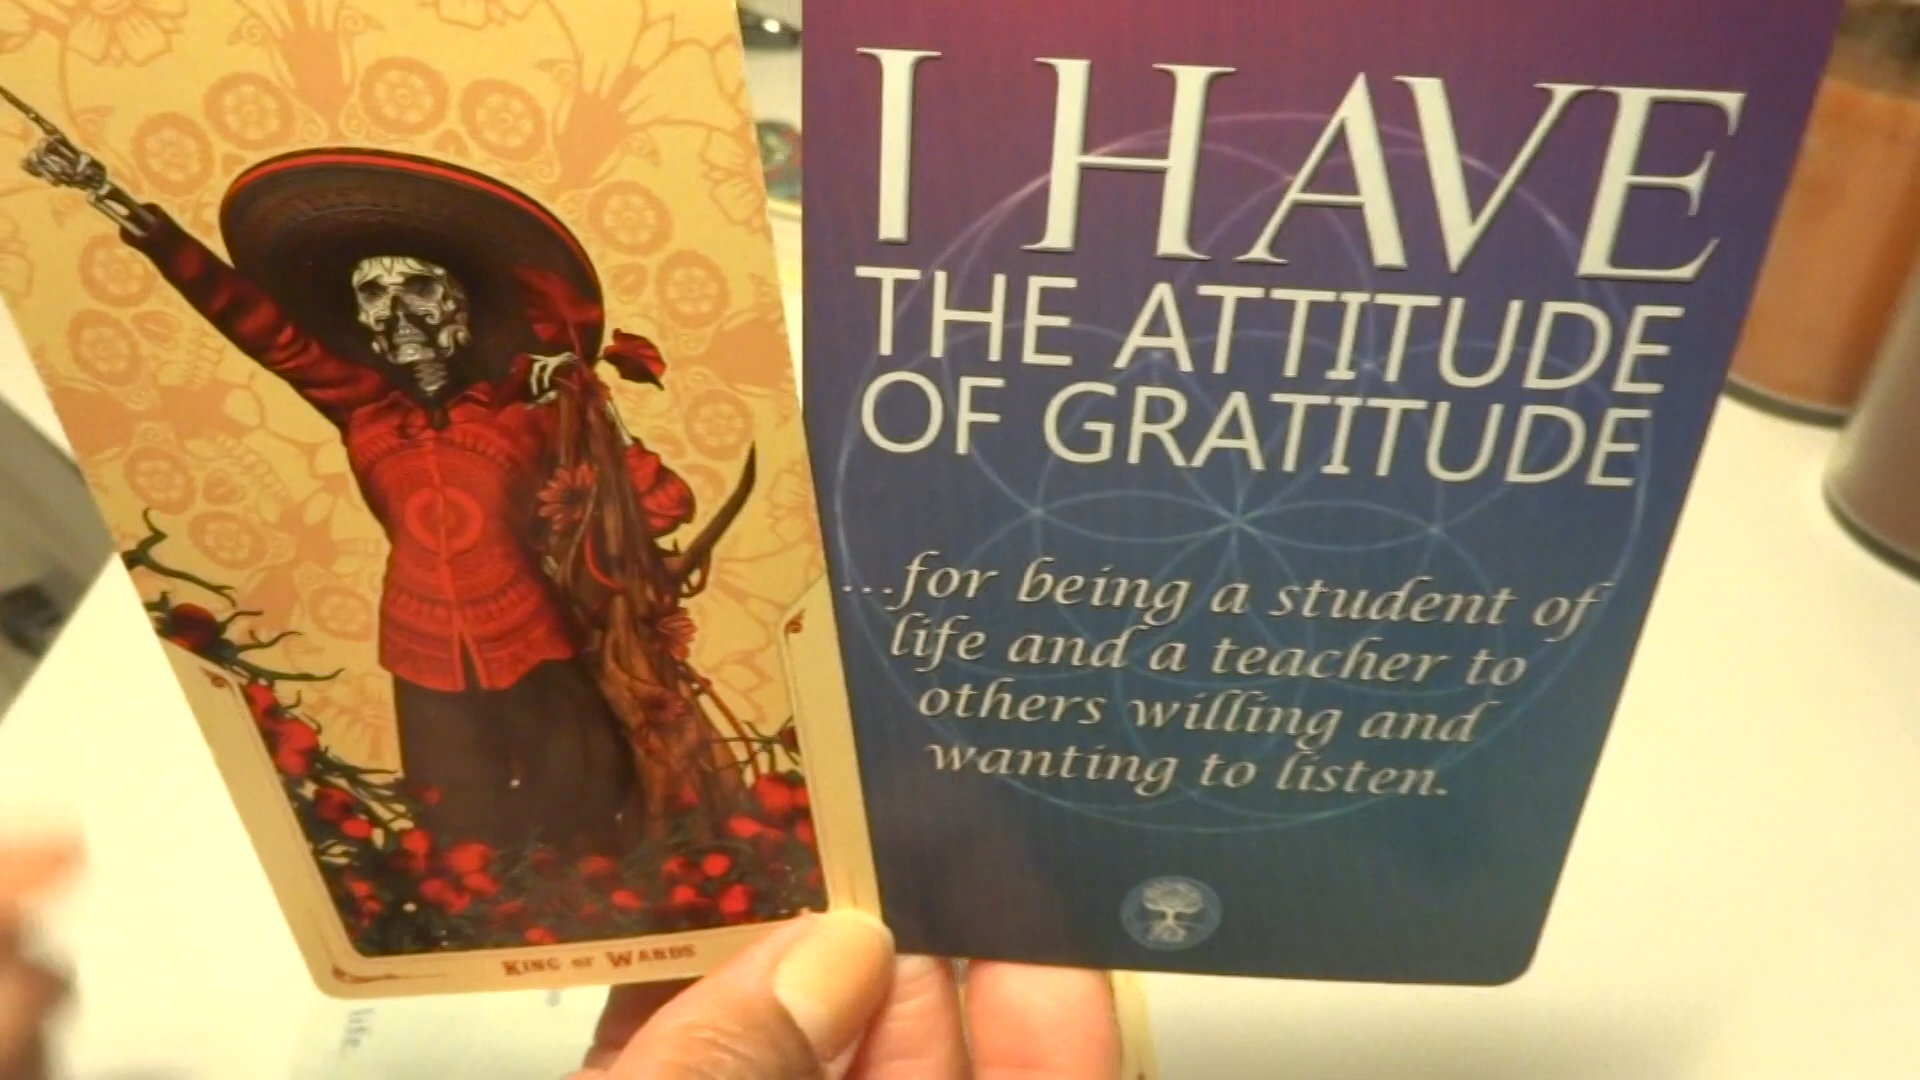 I HAVE
THE ATTITUDE
OF GRATITUDE
...for being a student of
life and a teacher to
others willing and
wanting to listen.
KING OF WANDS
life.